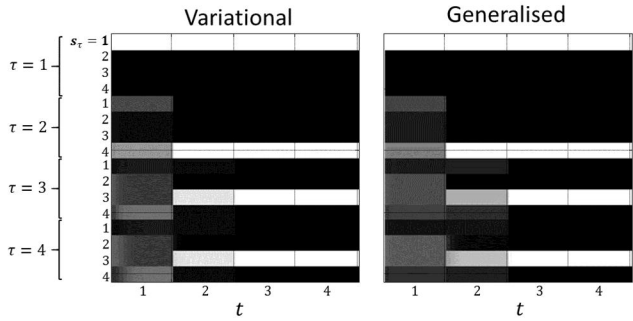 Variational
Generalised
s_τ = 1
2
3
4
1
2
3
4
1
2
3
4
1
2
3
4
τ = 1
τ = 2
τ = 3
τ = 4
1 2 3 4
t
1 2 3 4
t